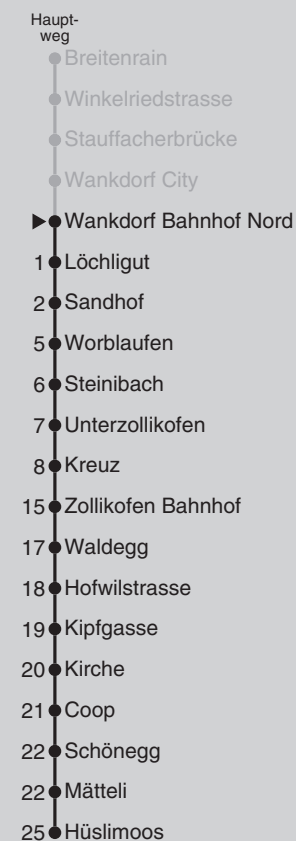 Haupt-
weg
Breitenrain
Winkelriedstrasse
Stauffacherbrücke
Wankdorf City
Wankdorf Bahnhof Nord
1 Löchligut
2 Sandhof
5 Worblaufen
6 Steinibach
7 Unterzollikofen
8 Kreuz
15 Zollikofen Bahnhof
17 Waldegg
18 Hofwilstrasse
19 Kipfgasse
20 Kirche
21 Coop
22 Schönegg
22 Mätteli
25 Hüslimoos